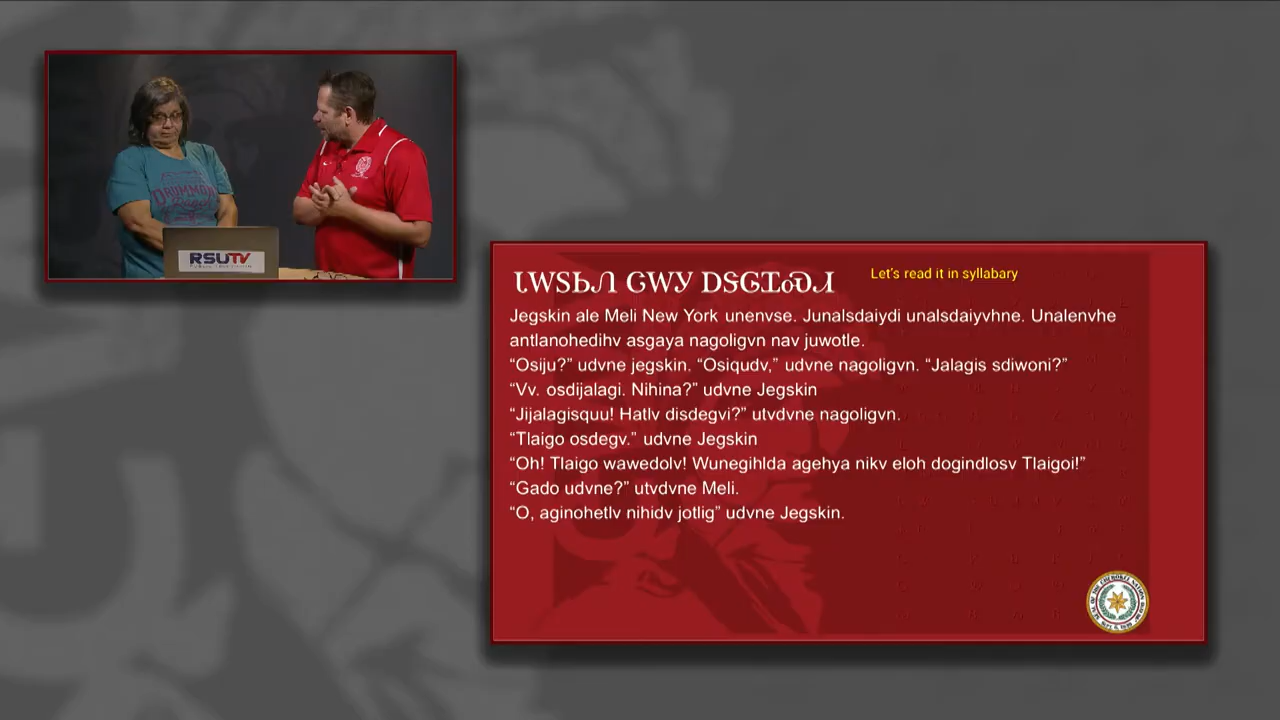 DRUMMOND
RSUTV
ᏓᎳᏚᏏᏁ ᏣᎳᎩ ᎠᏕᎶᏆᏍᏗ
Let's read it in syllabary
Jegskin ale Meli New York unenvse. Junalsdaiydi unalsdaiyvhne. Unalenvhe
antlanohedihv asgaya nagoligvn nav juwotle.
“Osiju?” udvne jegskin. “Osiqudv,” udvne nagoligvn. “Jalagis sdiwoni?”
“Vv. osdijalagi. Nihina?” udvne Jegskin
“Jijalagisquu! Hatlv disdegvi?” utvdvne nagoligvn.
“Tlaigo osdegv.” udvne Jegskin
“Oh! Tlaigo wawedolv! Wunegihlda agehya nikv eloh dogindlosv Tlaigoi!”
“Gado udvne?” utvdvne Meli.
“O, aginohetlv nihidv jotlig” udvne Jegskin.